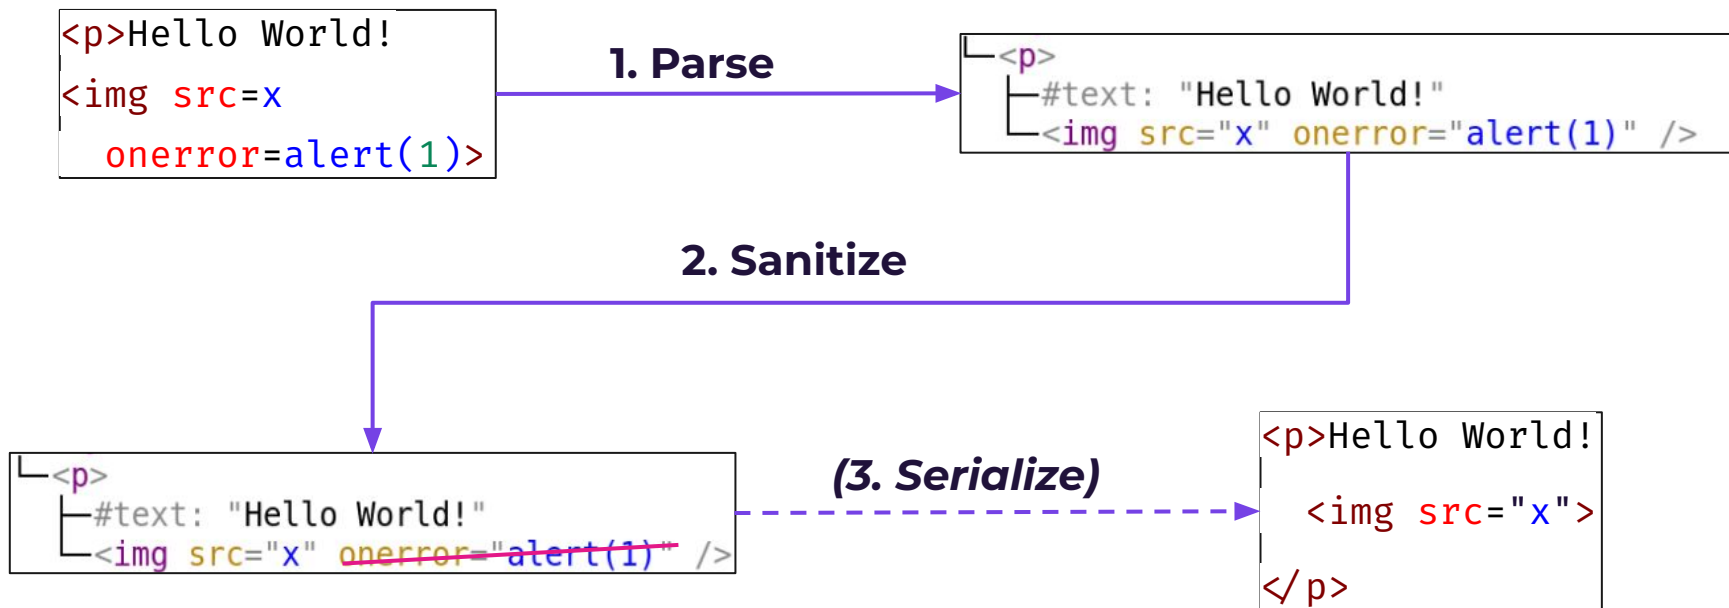 <p>Hello World!
<img src=x
onerror=alert(1)>
1. Parse
<p>
#text: "Hello World!"
<img src="x" onerror="alert(1)" />
2. Sanitize
<p>
#text: "Hello World!"
<img src="x" onerror="alert(1)" />
(3. Serialize)
<p>Hello World!
<img src="x">
</p>